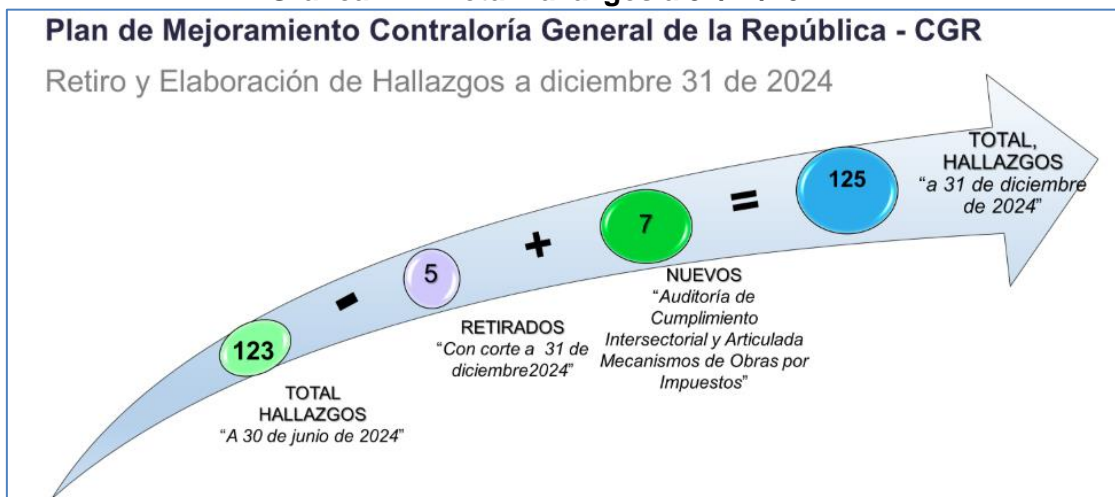 Plan de Mejoramiento Contraloría General de la República - CGR
Retiro y Elaboración de Hallazgos a diciembre 31 de 2024
123
TOTAL
HALLAZGOS
“A 30 de junio de 2024”
-
5
RETIRADOS
“Con corte a 31 de
diciembre2024”
+
7
NUEVOS
“Auditoría de
Cumplimiento
Intersectorial y Articulada
Mecanismos de Obras por
Impuestos”
=
125
TOTAL,
HALLAZGOS
“a 31 de diciembre
de 2024”